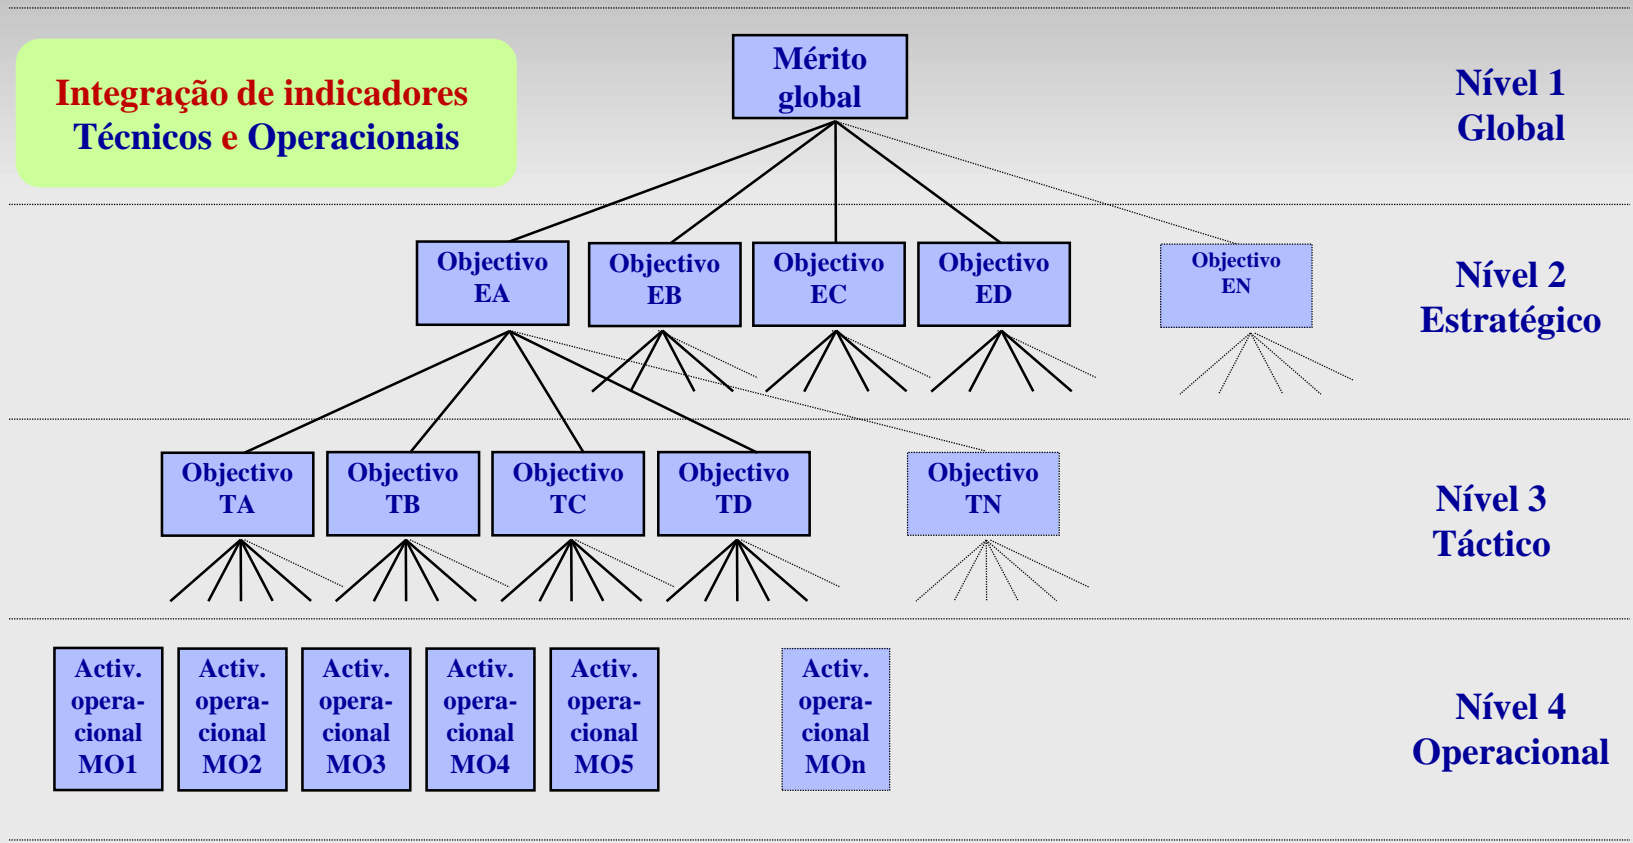 Integração de indicadores
Técnicos e Operacionais
Mérito
global
Nível 1
Global
Objectivo
EA
Objectivo
EB
Objectivo
EC
Objectivo
ED
Objectivo
EN
Nível 2
Estratégico
Objectivo
TA
Objectivo
TB
Objectivo
TC
Objectivo
TD
Objectivo
TN
Nível 3
Táctico
Activ.
opera-
cional
MO1
Activ.
opera-
cional
MO2
Activ.
opera-
cional
MO3
Activ.
opera-
cional
MO4
Activ.
opera-
cional
MO5
Activ.
opera-
cional
MOn
Nível 4
Operacional